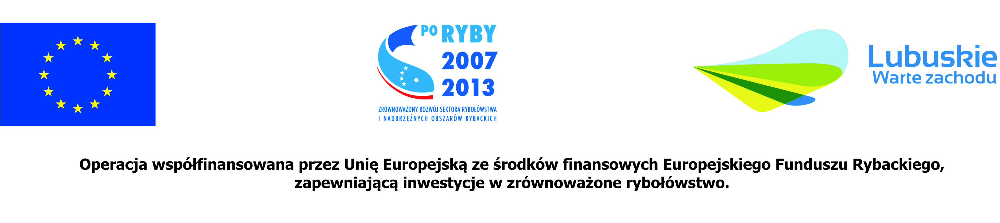 PO RYBY
2007
2013
ZRÓWNOWAŻONY ROZWÓJ SEKTORA RYBOŁÓWSTWA
I NADBRZEŻNYCH OBSZARÓW RYBACKICH
Lubuskie
Warte zachodu
Operacja współfinansowana przez Unię Europejską ze środków finansowych Europejskiego Funduszu Rybackiego,
zapewniającą inwestycje w zrównoważone rybołówstwo.